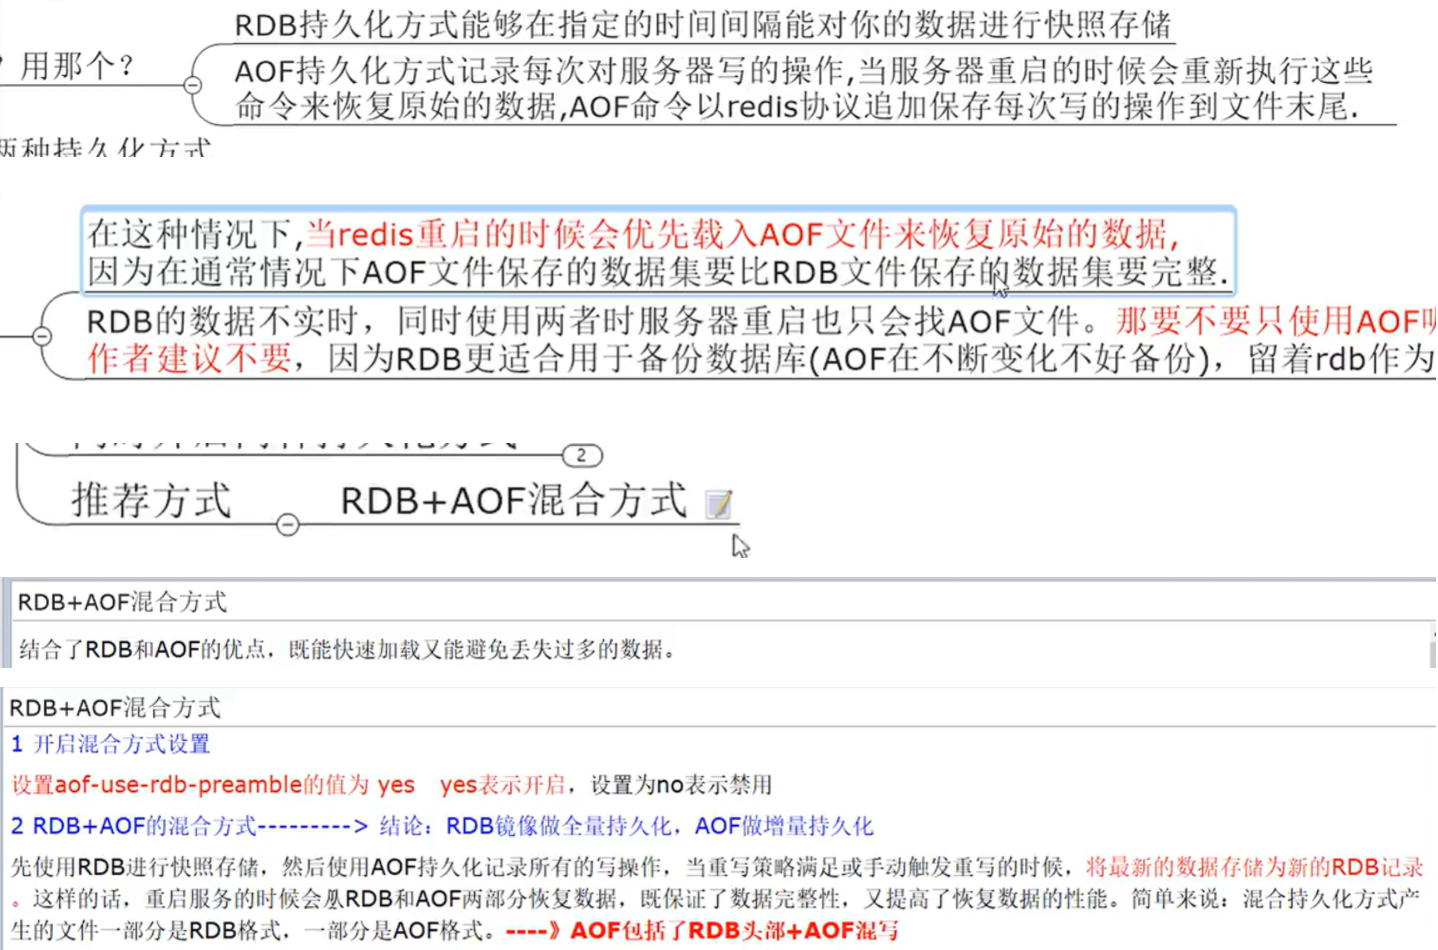 RDB持久化方式能够在指定的时间间隔能对你的数据进行快照存储
用那个？
AOF持久化方式记录每次对服务器写的操作,当服务器重启的时候会重新执行这些
命令来恢复原始的数据,AOF命令以redis协议追加保存每次写的操作到文件末尾.
两种持久化方式
在这种情况下,当redis重启的时候会优先载入AOF文件来恢复原始的数据,
因为在通常情况下AOF文件保存的数据集要比RDB文件保存的数据集要完整.
RDB的数据不实时，同时使用两者时服务器重启也只会找AOF文件。那要不要只使用AOF
作者建议不要，因为RDB更适合用于备份数据库(AOF在不断变化不好备份)，留着rdb作为
2
推荐方式 RDB+AOF混合方式
RDB+AOF混合方式
结合了RDB和AOF的优点，既能快速加载又能避免丢失过多的数据。
RDB+AOF混合方式
1 开启混合方式设置
设置aof-use-rdb-preamble的值为 yes yes表示开启，设置为no表示禁用
2 RDB+AOF的混合方式---------> 结论：RDB镜像做全量持久化，AOF做增量持久化
先使用RDB进行快照存储，然后使用AOF持久化记录所有的写操作，当重写策略满足或手动触发重写的时候，将最新的数据存储为新的RDB记录
。这样的话，重启服务的时候会从RDB和AOF两部分恢复数据，既保证了数据完整性，又提高了恢复数据的性能。简单来说：混合持久化方式产
生的文件一部分是RDB格式，一部分是AOF格式。----》AOF包括了RDB头部+AOF混写